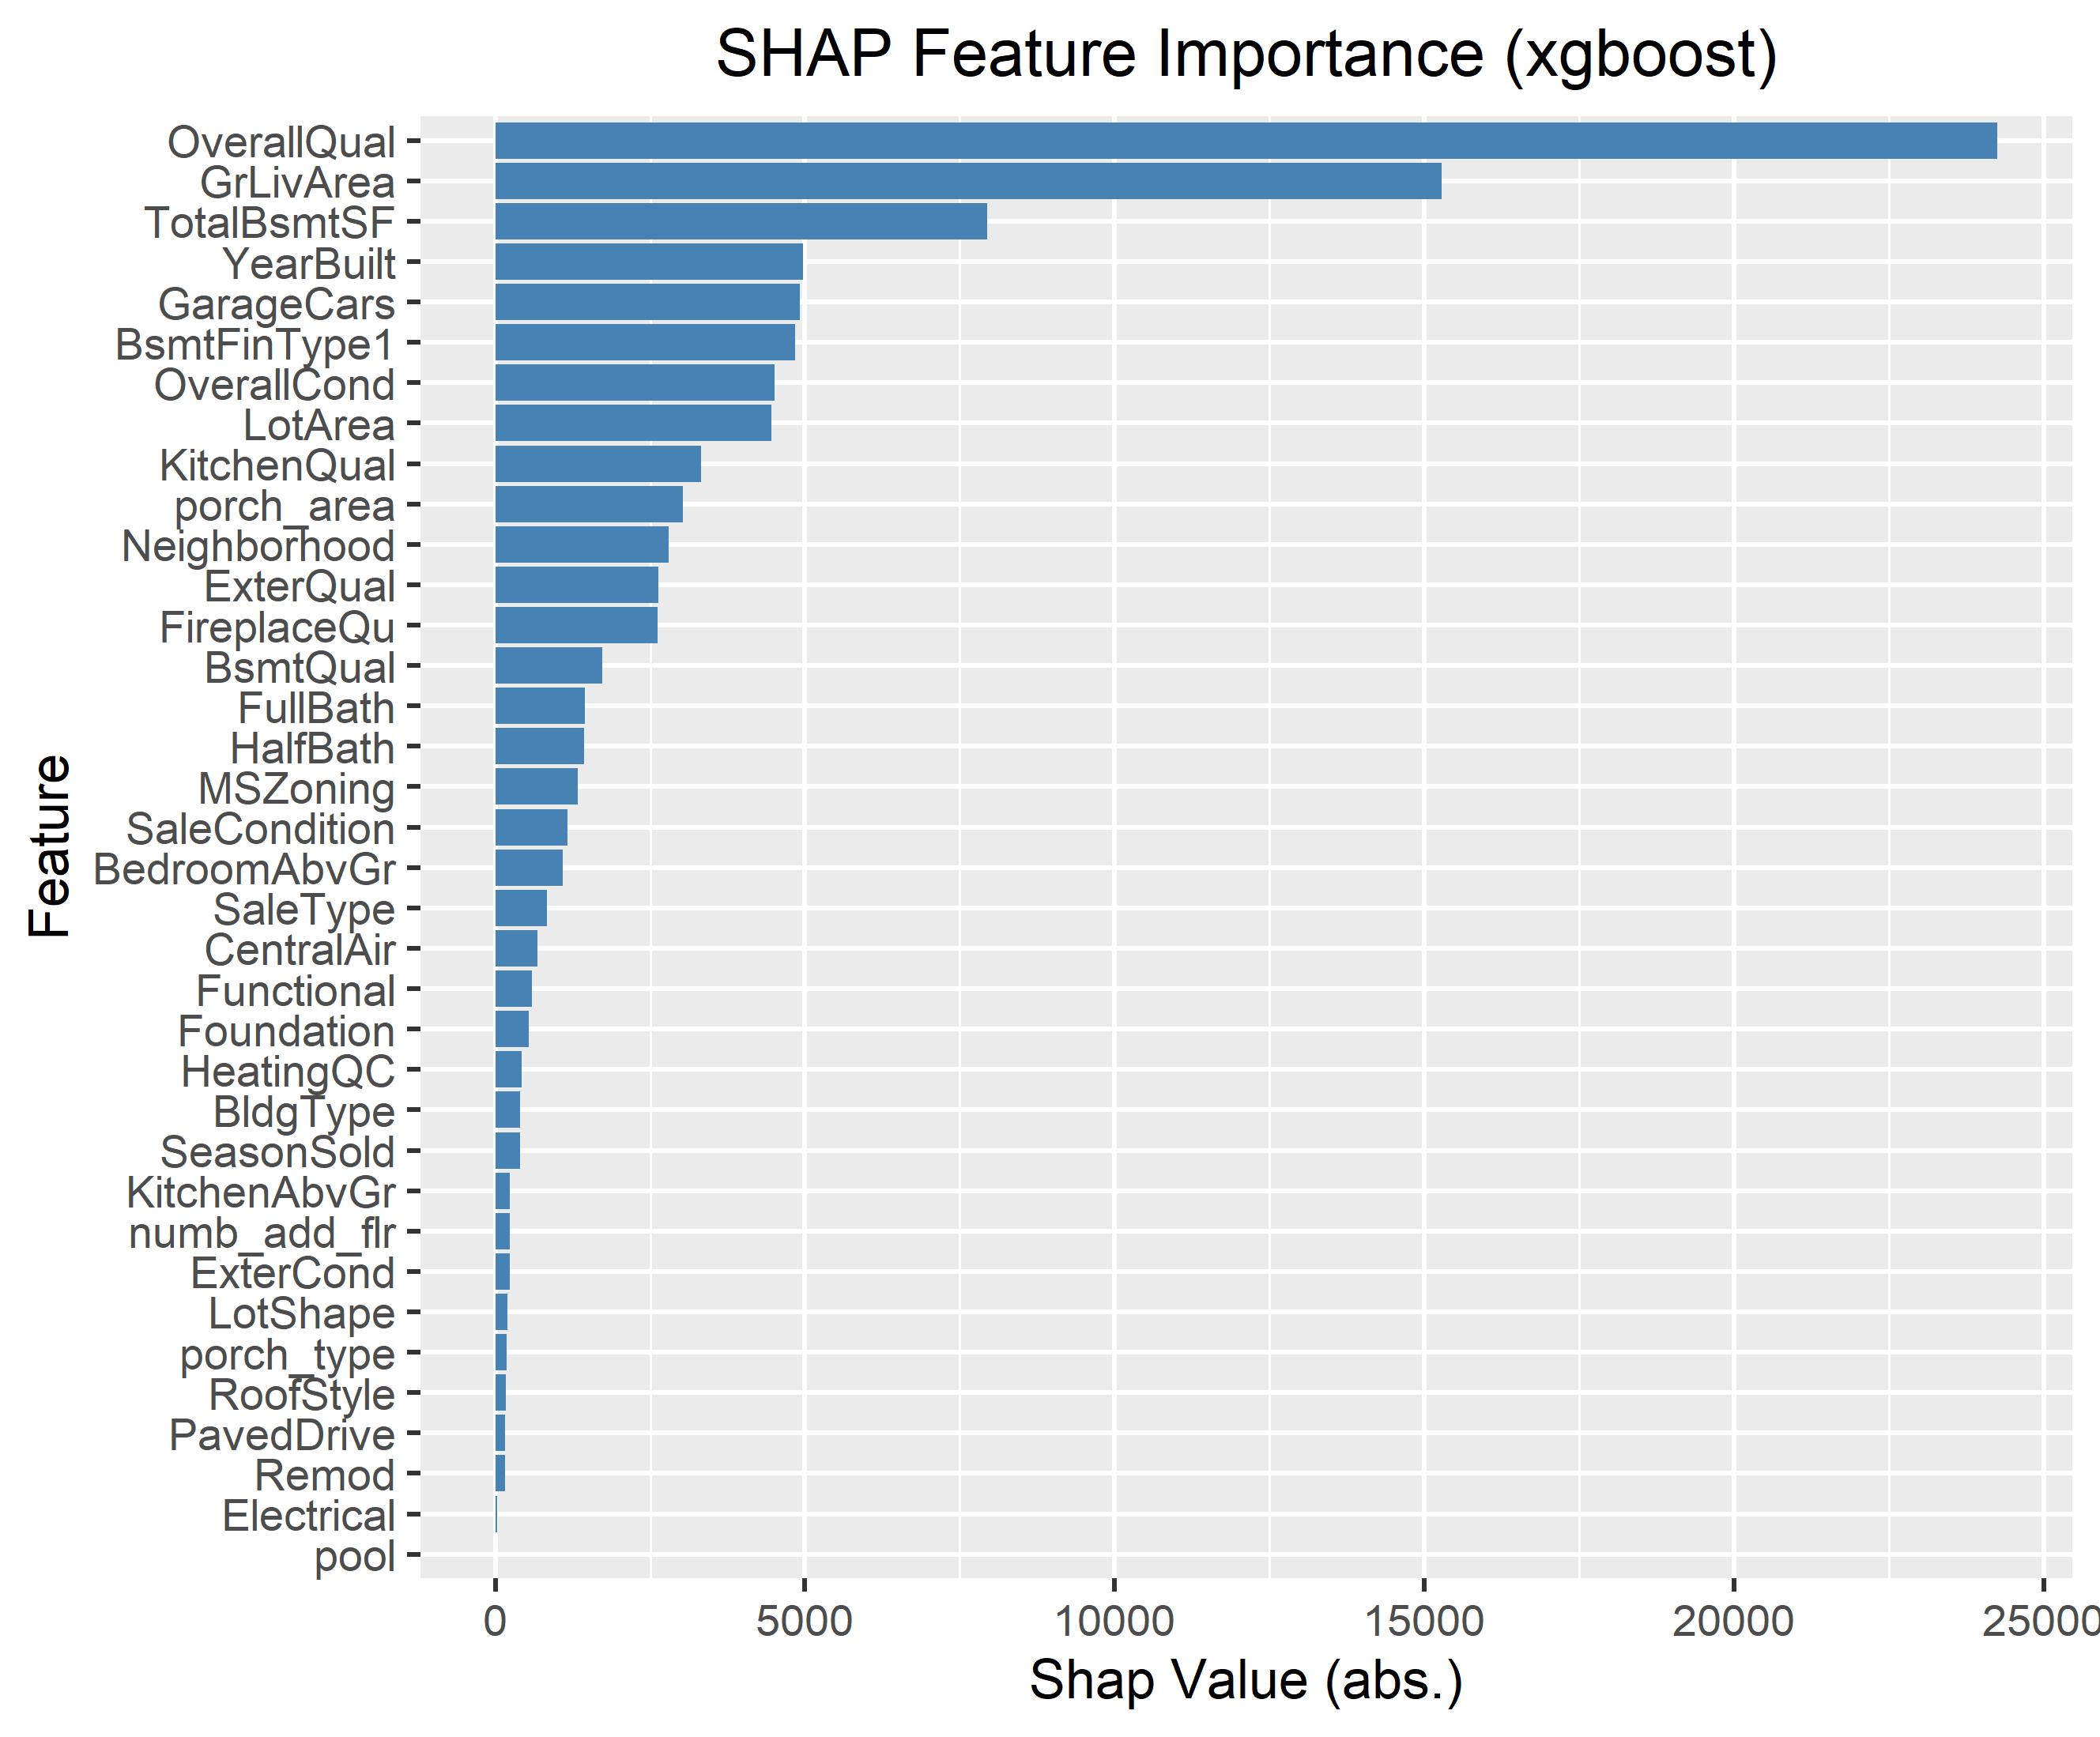 SHAP Feature Importance (xgboost)
Feature
OverallQual
GrLivArea
TotalBsmtSF
YearBuilt
GarageCars
BsmtFinType1
OverallCond
LotArea
KitchenQual
porch_area
Neighborhood
ExterQual
FireplaceQu
BsmtQual
FullBath
HalfBath
MSZoning
SaleCondition
BedroomAbvGr
SaleType
CentralAir
Functional
Foundation
HeatingQC
BldgType
SeasonSold
KitchenAbvGr
numb_add_flr
ExterCond
LotShape
porch_type
RoofStyle
PavedDrive
Remod
Electrical
pool
0 5000 10000 15000 20000 25000
Shap Value (abs.)